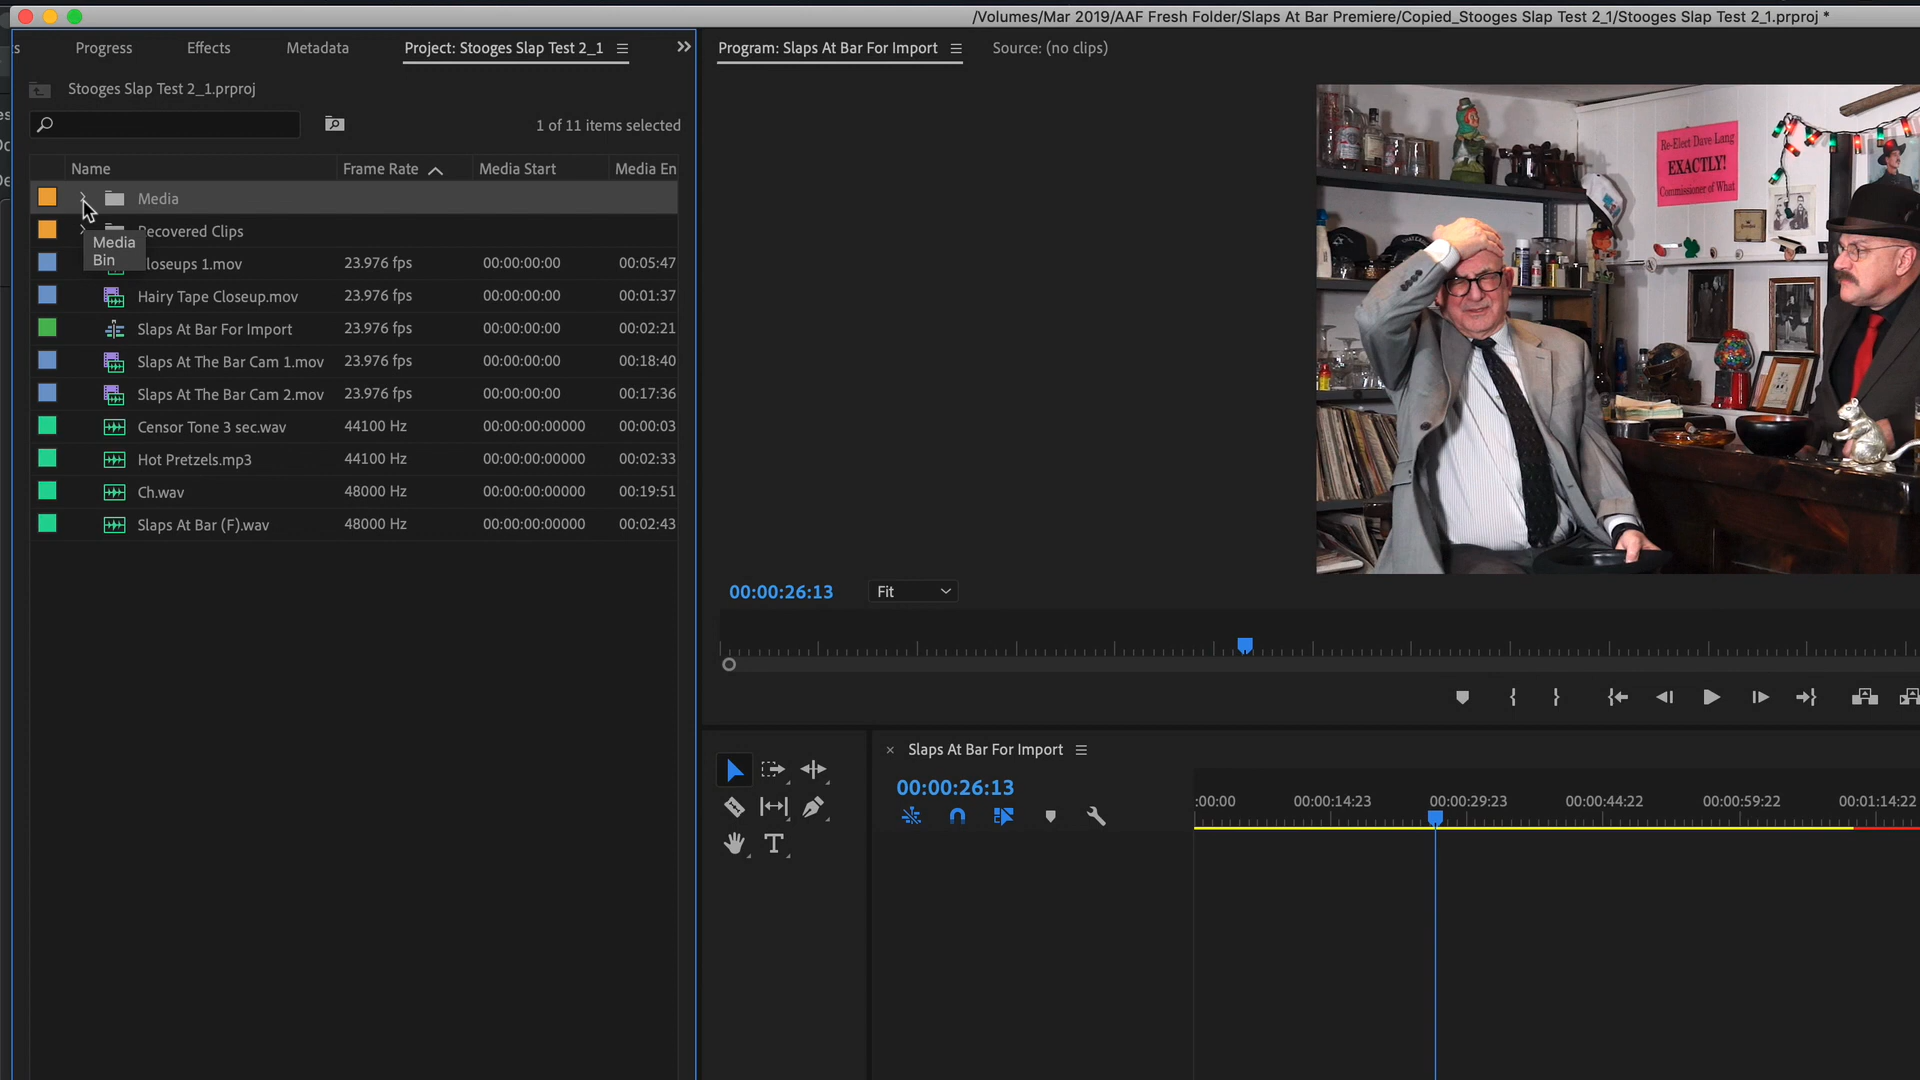 /Volumes/Mar 2019/AAF Fresh Folder/Slaps At Bar Premiere/Copied_Stooges Slap Test 2_1/Stooges Slap Test 2_1.prproj *
s Progress Effects Metadata Project: Stooges Slap Test 2_1
Program: Slaps At Bar For Import Source: (no clips)
Stooges Slap Test 2_1.prproj
1 of 11 items selected
Name Frame Rate Media Start Media En
Media
Recovered Clips
Media
Bin
loseups 1.mov 23.976 fps 00:00:00:00 00:05:47
Hairy Tape Closeup.mov 23.976 fps 00:00:00:00 00:01:37
Slaps At Bar For Import 23.976 fps 00:00:00:00 00:02:21
Slaps At The Bar Cam 1.mov 23.976 fps 00:00:00:00 00:18:40
Slaps At The Bar Cam 2.mov 23.976 fps 00:00:00:00 00:17:36
Censor Tone 3 sec.wav 44100 Hz 00:00:00:00000 00:00:03
Hot Pretzels.mp3 44100 Hz 00:00:00:00000 00:02:33
Ch.wav 48000 Hz 00:00:00:00000 00:19:51
Slaps At Bar (F).wav 48000 Hz 00:00:00:00000 00:02:43
Re-Elect Dave Lang
EXACTLY!
Commissioner of What
00:00:26:13 Fit
Slaps At Bar For Import
00:00:26:13
:00:00 00:00:14:23 00:00:29:23 00:00:44:22 00:00:59:22 00:01:14:22